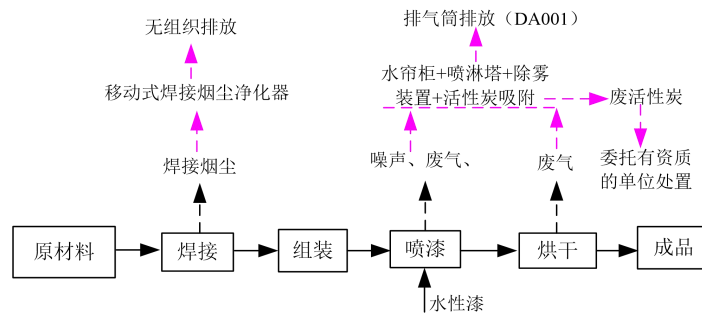 无组织排放
排气筒排放（DA001）
移动式焊接烟尘净化器
水帘柜+喷淋塔+除雾
装置+活性炭吸附
废活性炭
焊接烟尘
噪声、废气、
废气
委托有资质
的单位处置
原材料
焊接
组装
喷漆
烘干
成品
水性漆